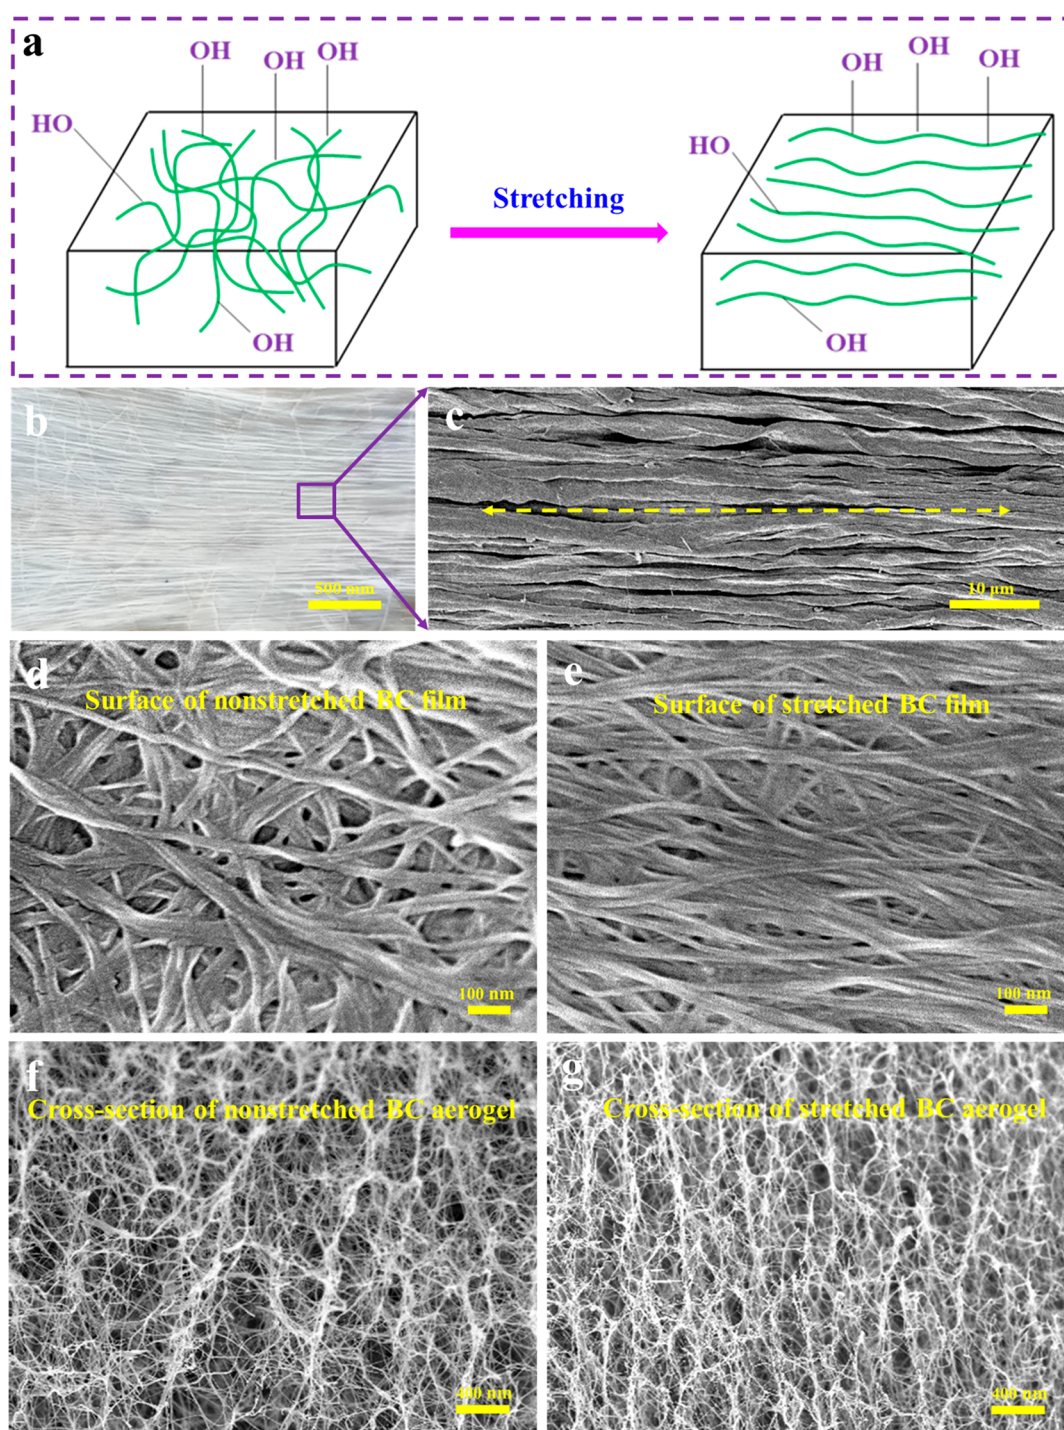 a
OH
OH
OH
HO
OH
Stretching
OH
OH
OH
HO
OH
b
500 mm
c
10 μm
d
Surface of nonstretched BC film
100 nm
e
Surface of stretched BC film
100 nm
f
Cross-section of nonstretched BC aerogel
400 nm
g
Cross-section of stretched BC aerogel
400 nm